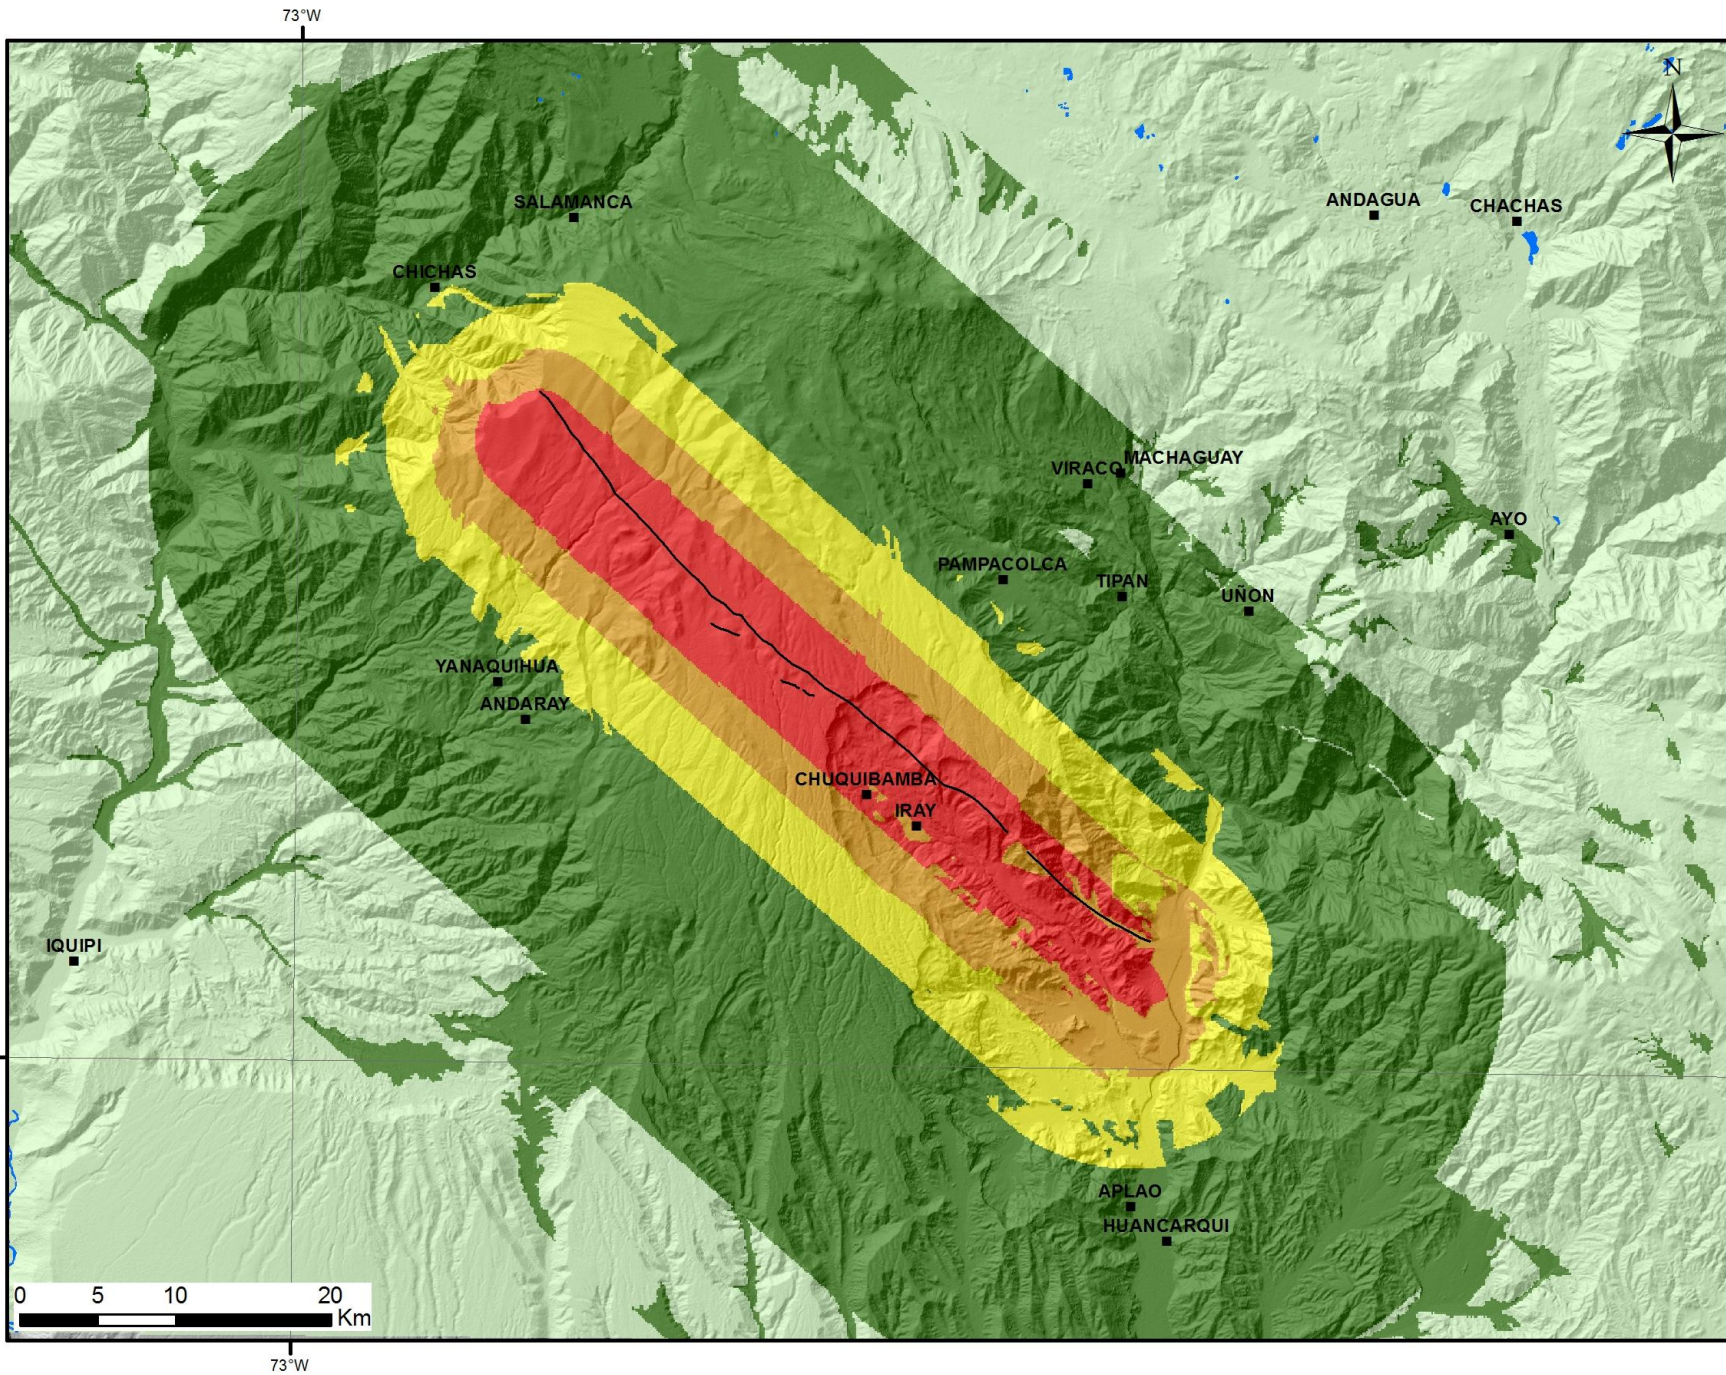 73°W
N
SALAMANCA
ANDAGUA
CHACHAS
CHICHAS
VIRACO
MACHAGUAY
AYO
PAMPACOLCA
TIPAN
UÑON
YANAQUIHUA
ANDARAY
CHUQUIBAMBA
IRAY
IQUIPI
APLAO
HUANCARQUI
0 5 10 20
Km
73°W